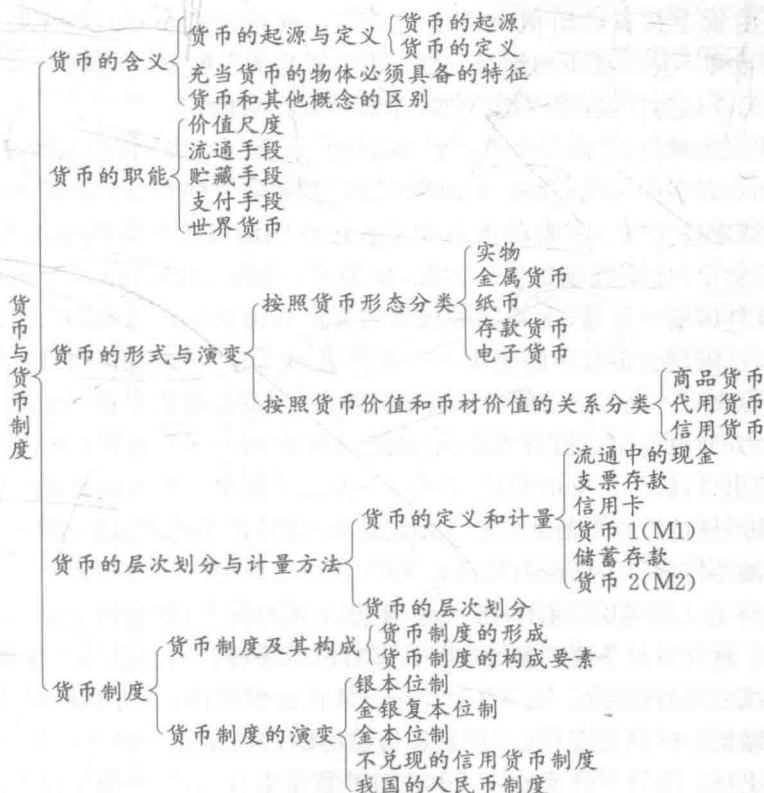 货币与货币制度
货币的含义
货币的起源与定义
货币的起源
货币的定义
充当货币的物体必须具备的特征
货币和其他概念的区别
货币的职能
价值尺度
流通手段
贮藏手段
支付手段
世界货币
货币的形式与演变
按照货币形态分类
实物
金属货币
纸币
存款货币
电子货币
按照货币价值和币材价值的关系分类
商品货币
代用货币
信用货币
货币的层次划分与计量方法
货币的定义和计量
流通中的现金
支票存款
信用卡
货币1(M1)
储蓄存款
货币2(M2)
货币的层次划分
货币制度
货币制度及其构成
货币制度的形成
货币制度的构成要素
货币制度的演变
银本位制
金银复本位制
金本位制
不兑现的信用货币制度
我国的人民币制度